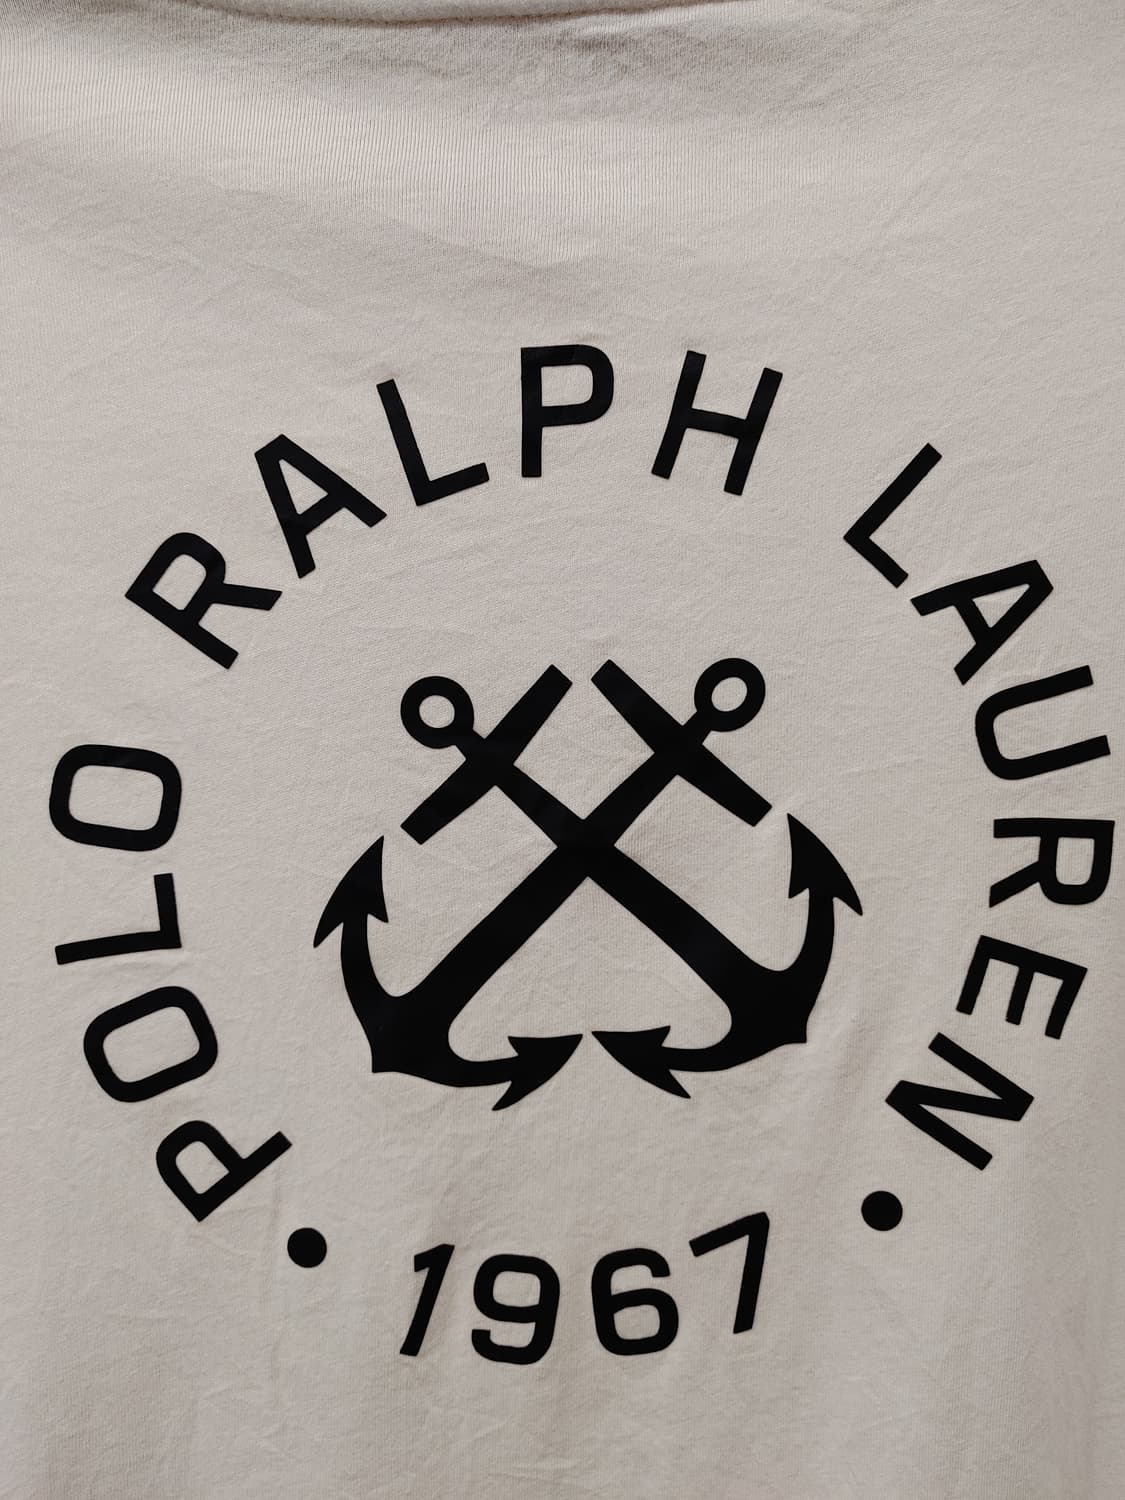 POLO RALPH LAUREN
• 1967 •